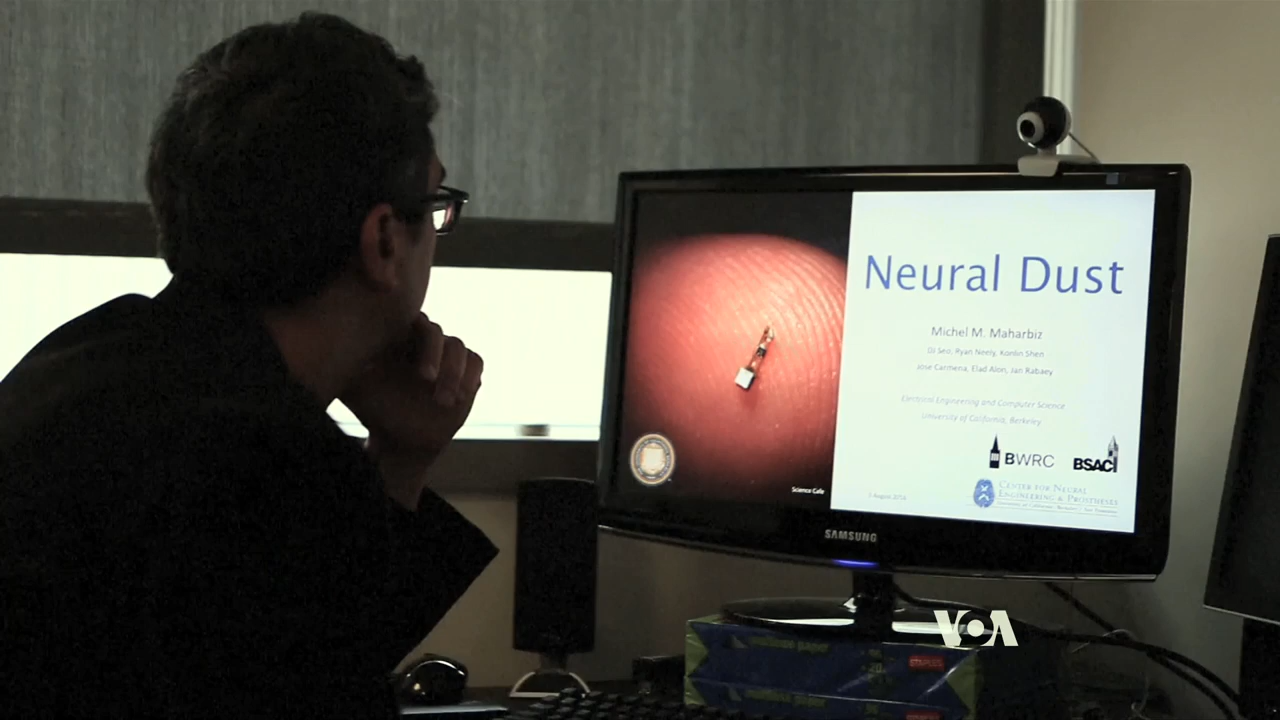 Neural Dust
Michel M. Maharbiz
DJ Seo, Ryan Neely, Konlin Shen
Jose Carmena, Elad Alon, Jan Rabaey
Electrical Engineering and Computer Science
University of California, Berkeley
BWRC
BSAC
CENTER FOR NEURAL
ENGINEERING & PROSTHESES
Science Cafe
SAMSUNG
VOA
STAPLES